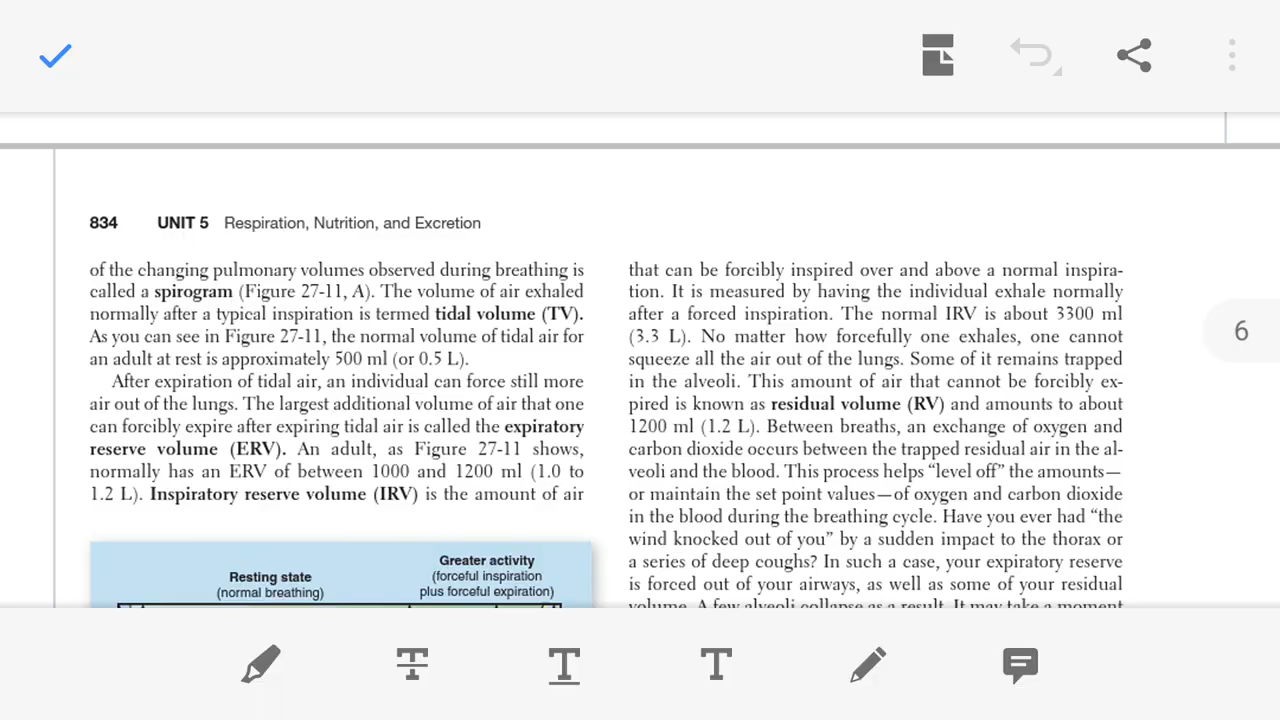 834 UNIT 5 Respiration, Nutrition, and Excretion
of the changing pulmonary volumes observed during breathing is
called a spirogram (Figure 27-11, A). The volume of air exhaled
normally after a typical inspiration is termed tidal volume (TV).
As you can see in Figure 27-11, the normal volume of tidal air for
an adult at rest is approximately 500 ml (or 0.5 L).
After expiration of tidal air, an individual can force still more
air out of the lungs. The largest additional volume of air that one
can forcibly expire after expiring tidal air is called the expiratory
reserve volume (ERV). An adult, as Figure 27-11 shows,
normally has an ERV of between 1000 and 1200 ml (1.0 to
1.2 L). Inspiratory reserve volume (IRV) is the amount of air
Resting state
(normal breathing)
Greater activity
(forceful inspiration
plus forceful expiration)
that can be forcibly inspired over and above a normal inspira-
tion. It is measured by having the individual exhale normally
after a forced inspiration. The normal IRV is about 3300 ml
(3.3 L). No matter how forcefully one exhales, one cannot
squeeze all the air out of the lungs. Some of it remains trapped
in the alveoli. This amount of air that cannot be forcibly ex-
pired is known as residual volume (RV) and amounts to about
1200 ml (1.2 L). Between breaths, an exchange of oxygen and
carbon dioxide occurs between the trapped residual air in the al-
veoli and the blood. This process helps “level off” the amounts—
or maintain the set point values—of oxygen and carbon dioxide
in the blood during the breathing cycle. Have you ever had “the
wind knocked out of you” by a sudden impact to the thorax or
a series of deep coughs? In such a case, your expiratory reserve
is forced out of your airways, as well as some of your residual
volume. A few alveoli collapse as a result. It may take a moment
6
T
T
T